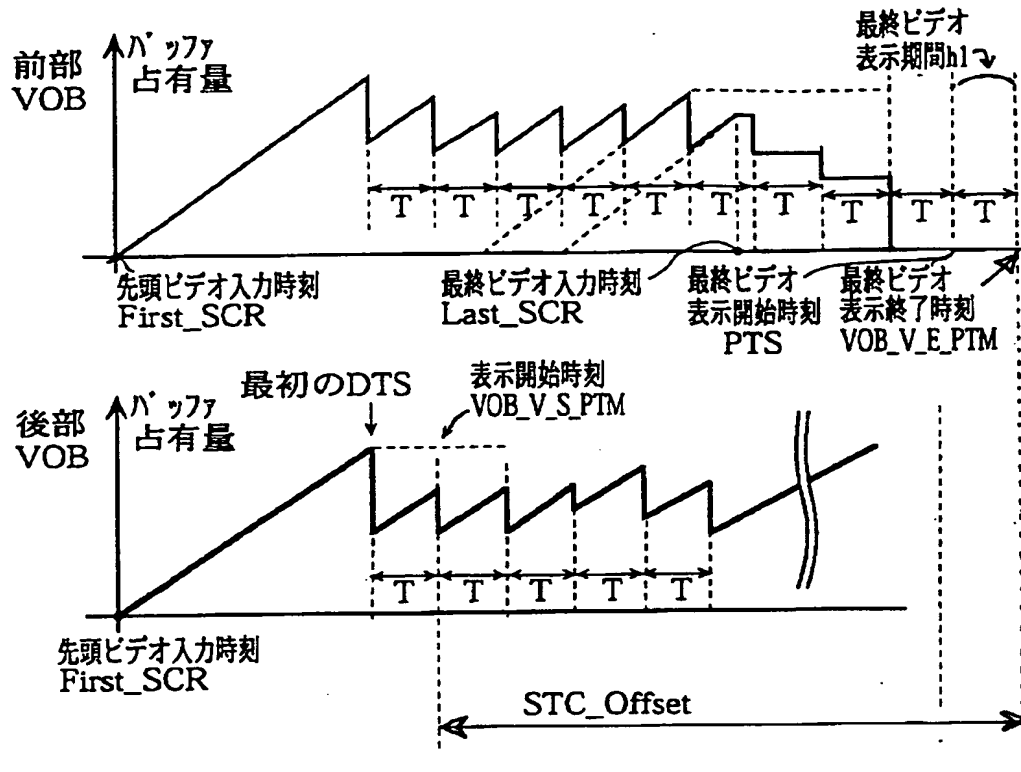 前部
VOB
バッファ
占有量
最終ビデオ
表示期間h1
T
T
T
T
T
T
T
T
T
T
先頭ビデオ入力時刻
First_SCR
最終ビデオ入力時刻
Last_SCR
最終ビデオ
表示開始時刻
PTS
最終ビデオ
表示終了時刻
VOB_V_E_PTM
後部
VOB
バッファ
占有量
最初のDTS
表示開始時刻
VOB_V_S_PTM
T
T
T
T
T
先頭ビデオ入力時刻
First_SCR
STC_Offset